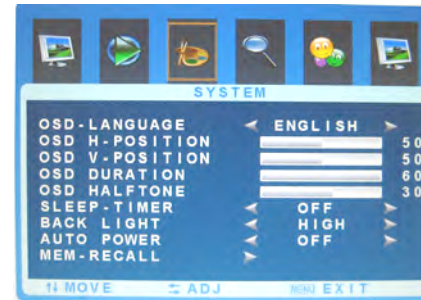 SYSTEM
OSD-LANGUAGE ENGLISH
OSD H-POSITION 50
OSD V-POSITION 50
OSD DURATION 60
OSD HALFTONE 30
SLEEP-TIMER OFF
BACK LIGHT HIGH
AUTO POWER OFF
MEM-RECALL
MOVE ADJ MENU EXIT